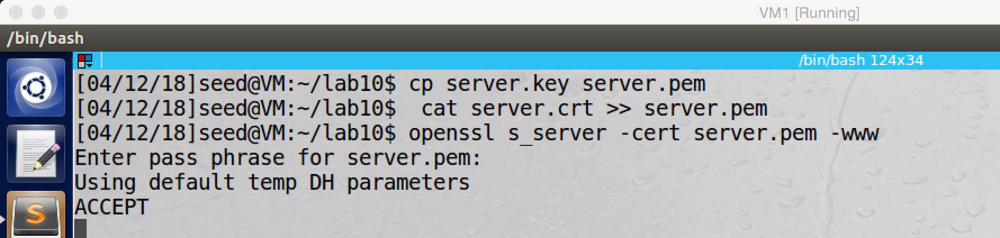 VM1 [Running]
/bin/bash
/bin/bash 124x34
[04/12/18]seed@VM:~/lab10$ cp server.key server.pem
[04/12/18]seed@VM:~/lab10$  cat server.crt >> server.pem
[04/12/18]seed@VM:~/lab10$ openssl s_server -cert server.pem -www
Enter pass phrase for server.pem:
Using default temp DH parameters
ACCEPT
S